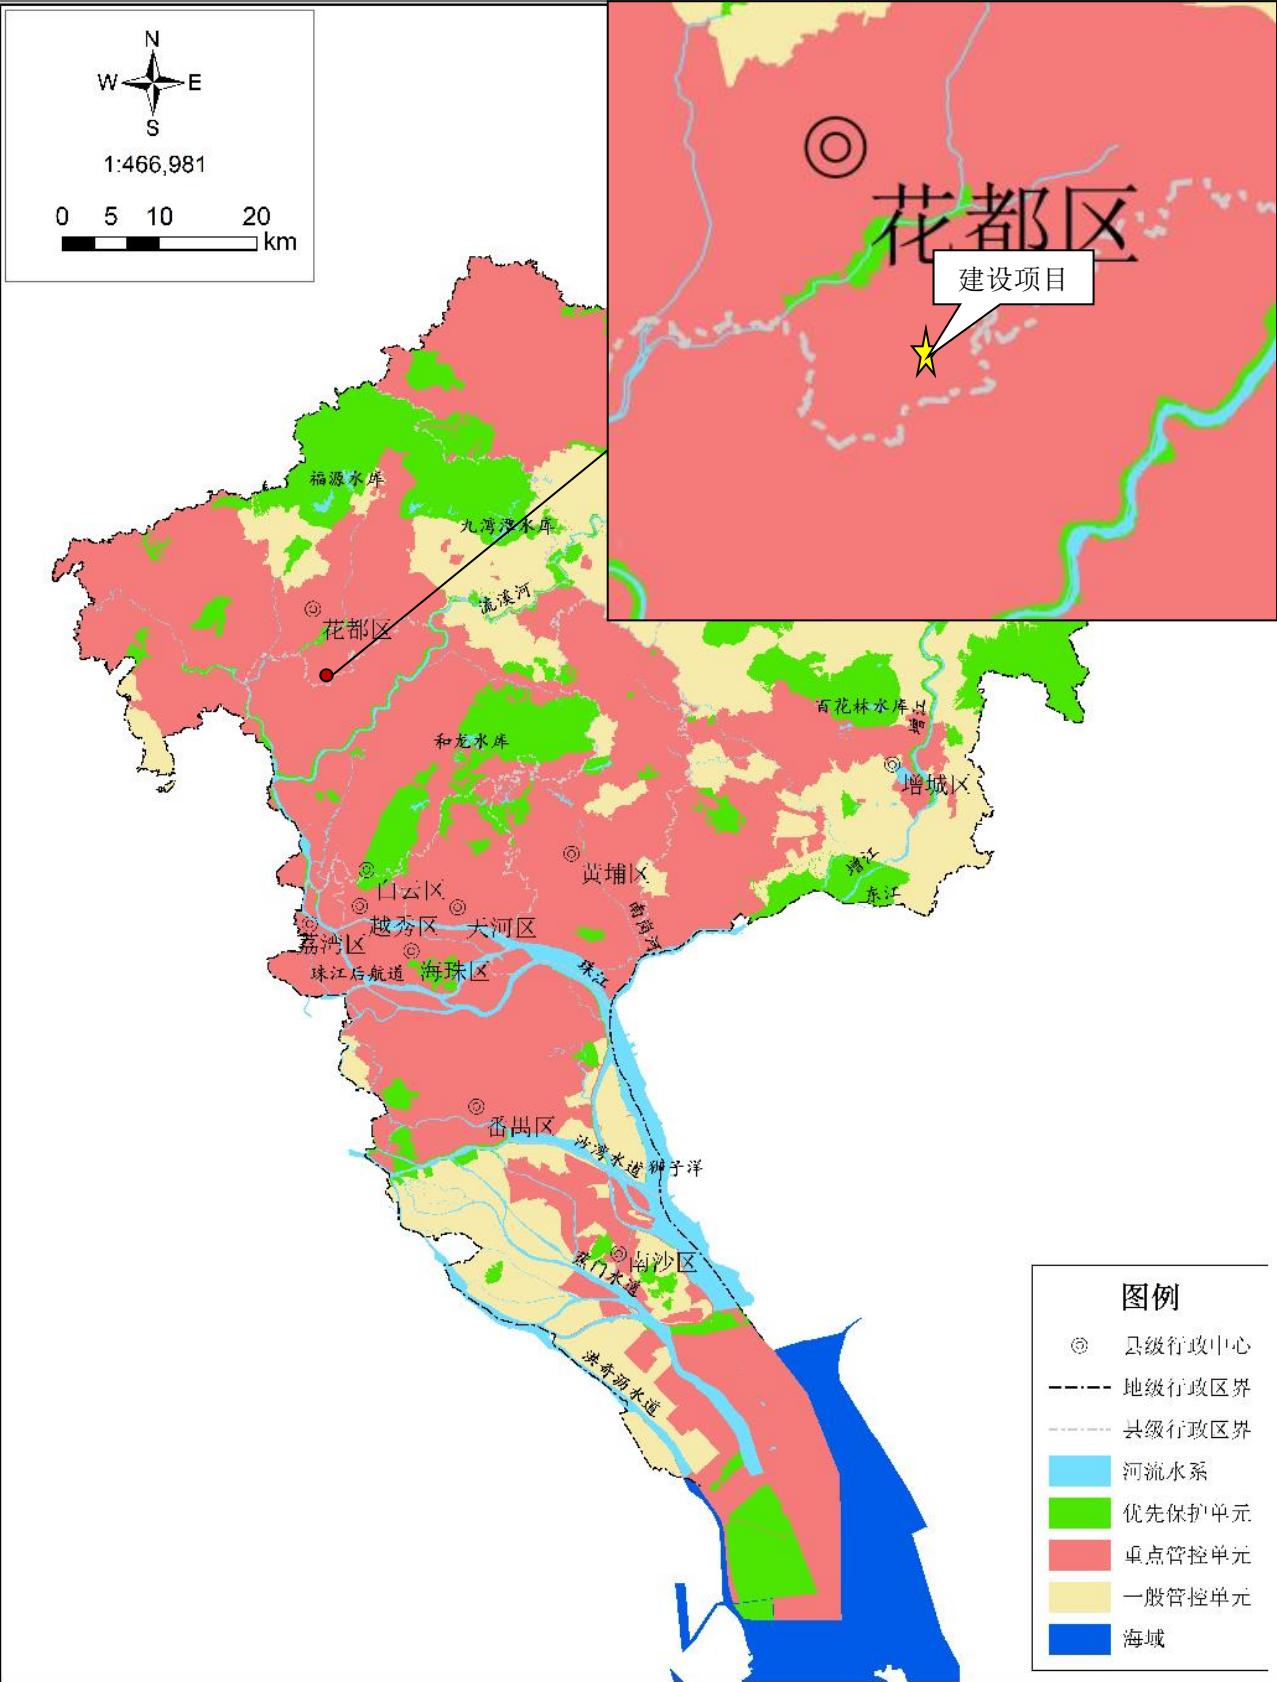 N
W E
S
1:466,981
0 5 10 20
km
花都区
建设项目
福源水库
九湾潭水库
流溪河
花都区
百花林水库
增江
和龙水库
增城区
黄埔区
增江
东江
白云区
越秀区
天河区
南岗河
荔湾区
海珠区
珠江后航道
珠江
番禺区
沙湾水道
狮子洋
南沙区
蕉门水道
洪奇沥水道
图例
县级行政中心
地级行政区界
县级行政区界
河流水系
优先保护单元
重点管控单元
一般管控单元
海域